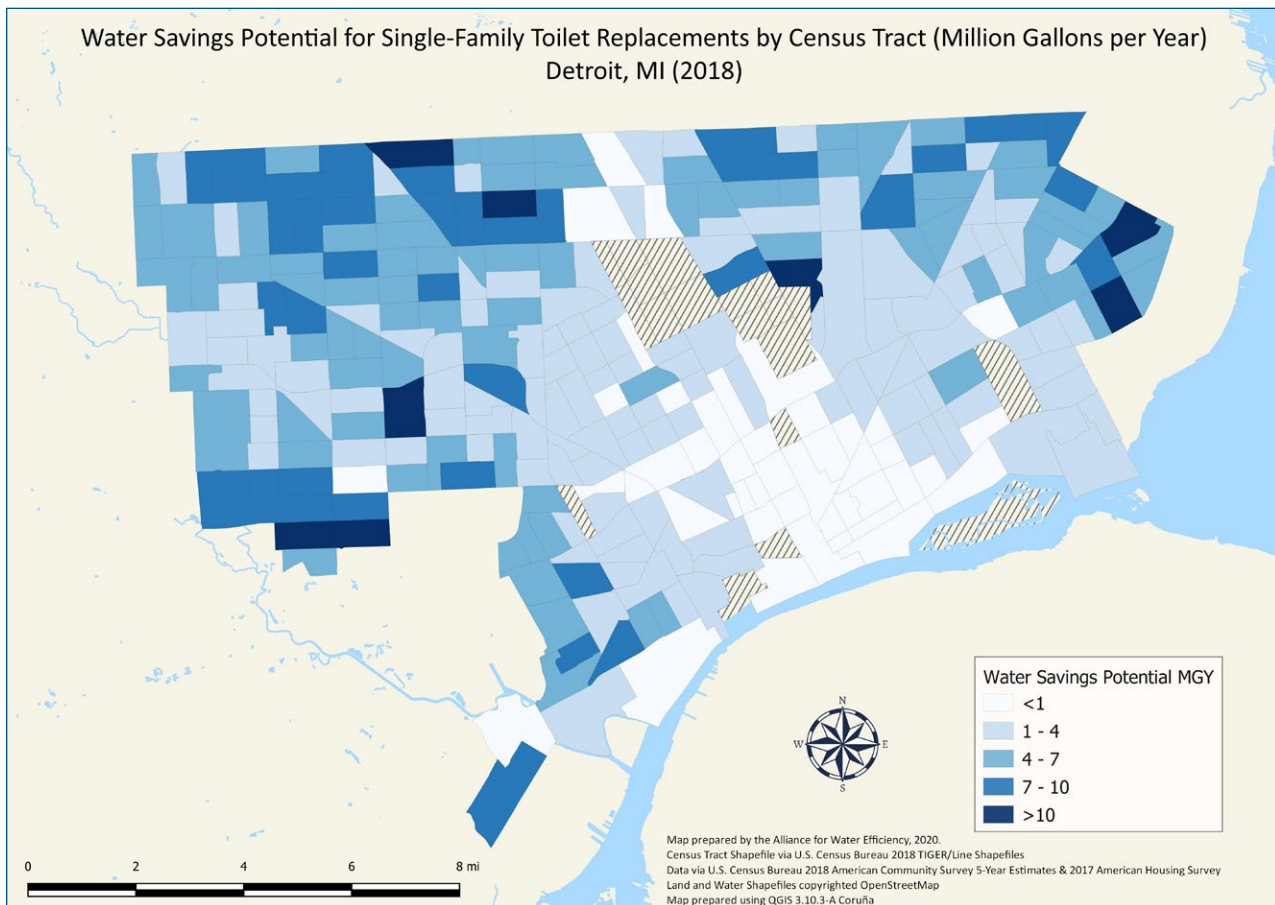 Water Savings Potential for Single-Family Toilet Replacements by Census Tract (Million Gallons per Year)
Detroit, MI (2018)
Water Savings Potential MGY
<1
1 - 4
4 - 7
7 - 10
>10
N
W
E
S
Map prepared by the Alliance for Water Efficiency, 2020.
Census Tract Shapefile via U.S. Census Bureau 2018 TIGER/Line Shapefiles
Data via U.S. Census Bureau 2018 American Community Survey 5-Year Estimates & 2017 American Housing Survey
Land and Water Shapefiles copyrighted OpenStreetMap
Map prepared using QGIS 3.10.3-A Coruña
0 2 4 6 8 mi